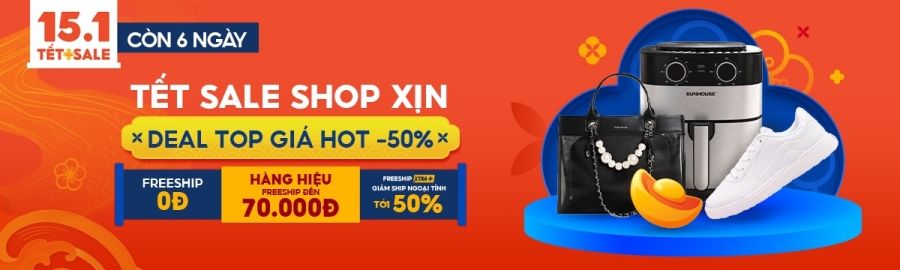 15.1
TẾT SALE
CÒN 6 NGÀY
TẾT SALE SHOP XỊN
DEAL TOP GIÁ HOT -50%
FREESHIP
0Đ
HÀNG HIỆU
FREESHIP ĐẾN
70.000Đ
FREESHIP XTRA+
GIẢM SHIP NGOẠI TỈNH
TỚI 50%
SUNHOUSE